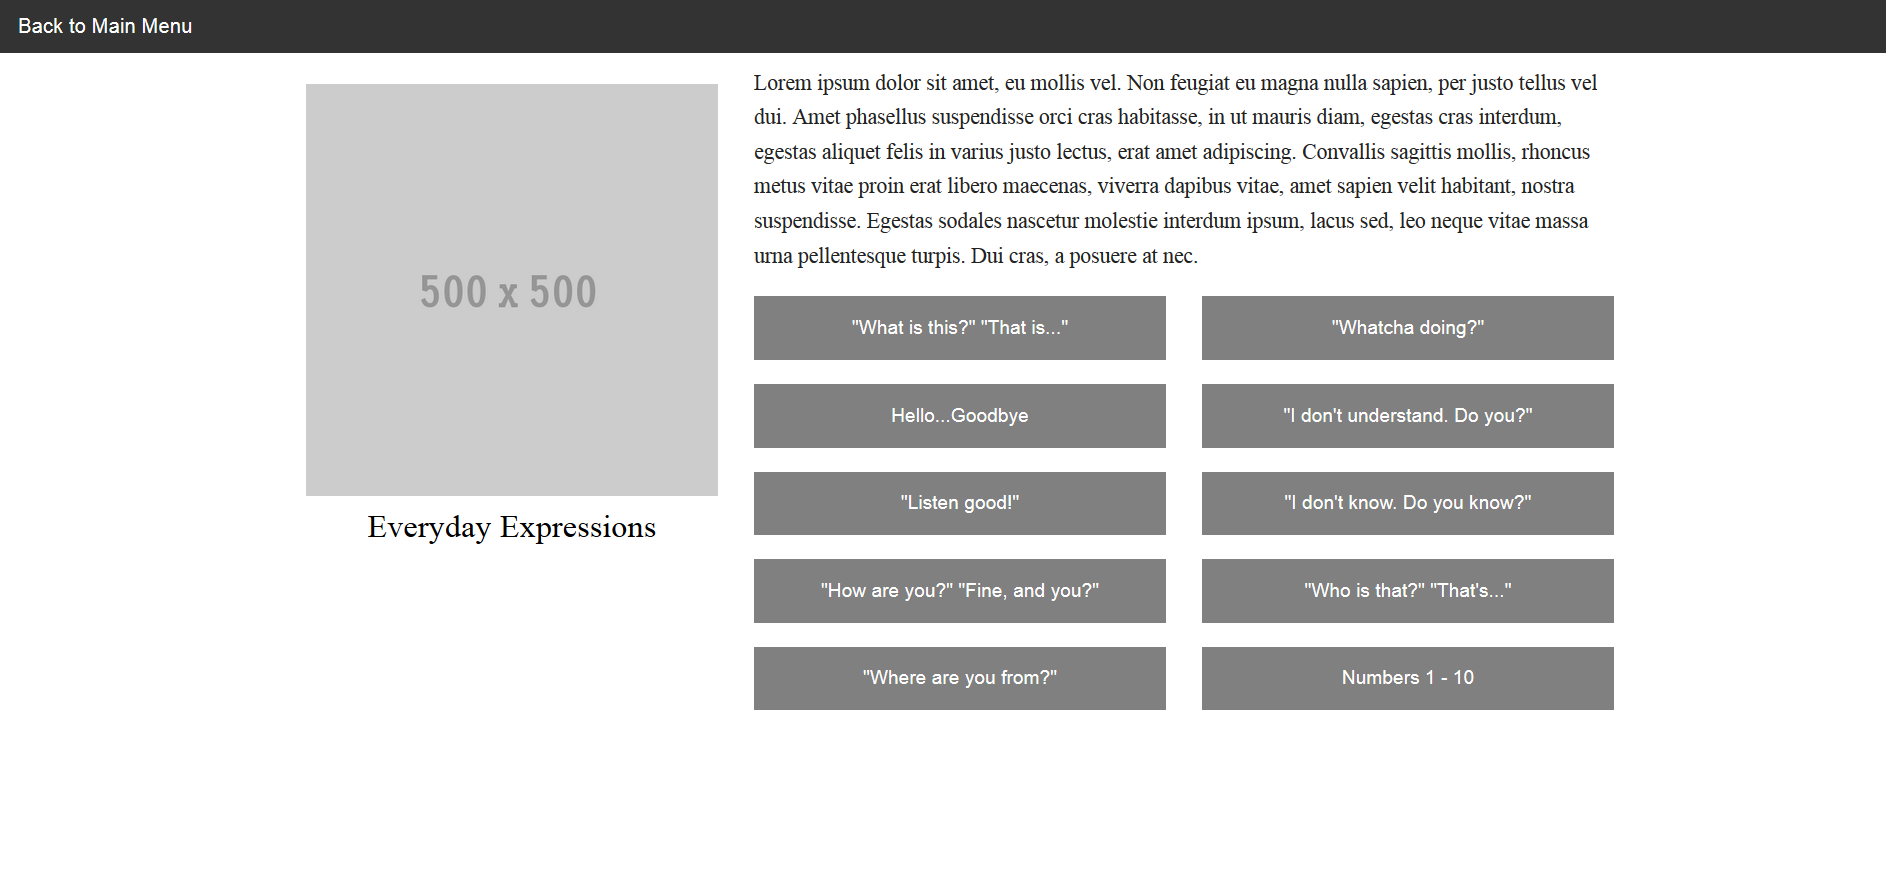 Back to Main Menu
500 x 500
Everyday Expressions
Lorem ipsum dolor sit amet, eu mollis vel. Non feugiat eu magna nulla sapien, per justo tellus vel
dui. Amet phasellus suspendisse orci cras habitasse, in ut mauris diam, egestas cras interdum,
egestas aliquet felis in varius justo lectus, erat amet adipiscing. Convallis sagittis mollis, rhoncus
metus vitae proin erat libero maecenas, viverra dapibus vitae, amet sapien velit habitant, nostra
suspendisse. Egestas sodales nascetur molestie interdum ipsum, lacus sed, leo neque vitae massa
urna pellentesque turpis. Dui cras, a posuere at nec.
"What is this?" "That is..."
"Whatcha doing?"
Hello...Goodbye
"I don't understand. Do you?"
"Listen good!"
"I don't know. Do you know?"
"How are you?" "Fine, and you?"
"Who is that?" "That's..."
"Where are you from?"
Numbers 1 - 10